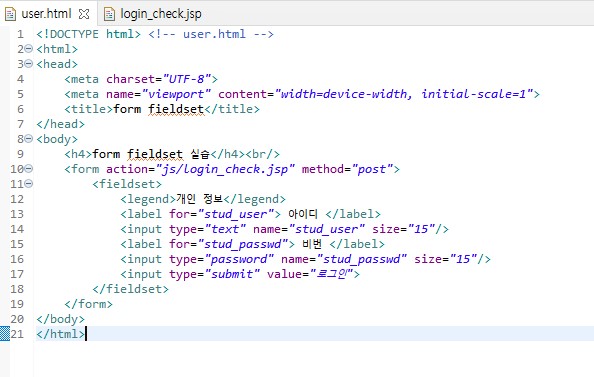 user.html login_check.jsp
1 <!DOCTYPE html> <!-- user.html -->
2 <html>
3 <head>
4     <meta charset="UTF-8">
5     <meta name="viewport" content="width=device-width, initial-scale=1">
6     <title>form fieldset</title>
7 </head>
8 <body>
9     <h4>form fieldset 실습</h4><br/>
10     <form action="js/login_check.jsp" method="post">
11         <fieldset>
12         <legend>개인 정보</legend>
13         <label for="stud_user"> 아이디 </label>
14         <input type="text" name="stud_user" size="15"/>
15         <label for="stud_passwd"> 비번 </label>
16         <input type="password" name="stud_passwd" size="15"/>
17         <input type="submit" value="로그인">
18         </fieldset>
19     </form>
20 </body>
21 </html>